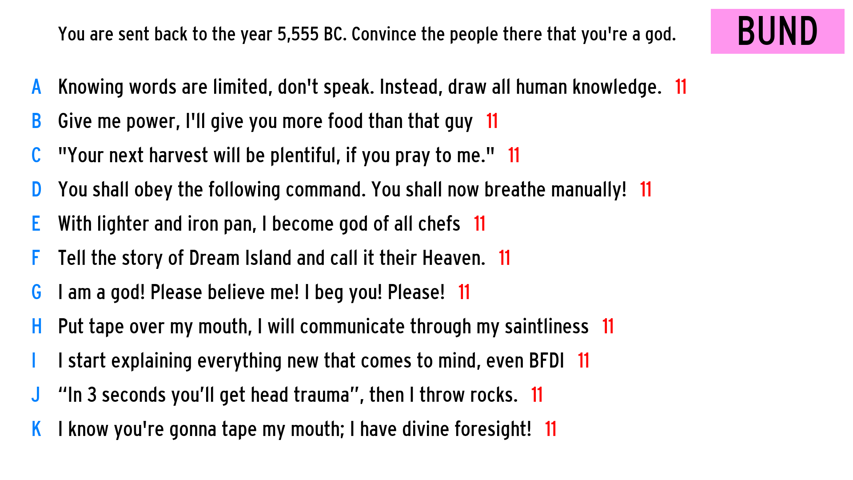 You are sent back to the year 5,555 BC. Convince the people there that you're a god. BUND
A Knowing words are limited, don't speak. Instead, draw all human knowledge. 11
B Give me power, I'll give you more food than that guy 11
C "Your next harvest will be plentiful, if you pray to me." 11
D You shall obey the following command. You shall now breathe manually! 11
E With lighter and iron pan, I become god of all chefs 11
F Tell the story of Dream Island and call it their Heaven. 11
G I am a god! Please believe me! I beg you! Please! 11
H Put tape over my mouth, I will communicate through my saintliness 11
I I start explaining everything new that comes to mind, even BFDI 11
J “In 3 seconds you’ll get head trauma”, then I throw rocks. 11
K I know you're gonna tape my mouth; I have divine foresight! 11